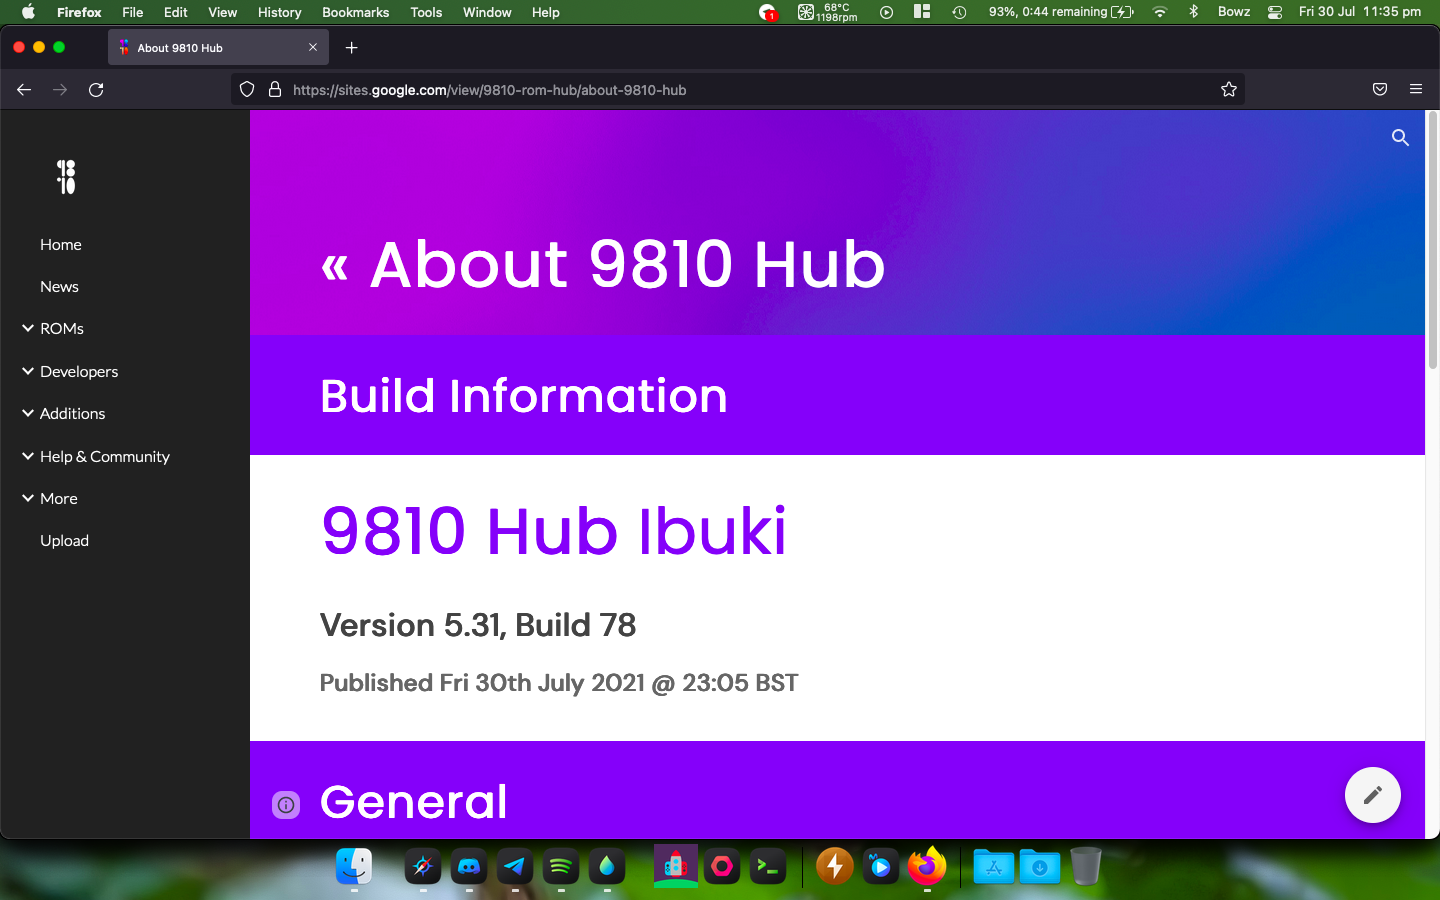 Firefox File Edit View History Bookmarks Tools Window Help 1 68°C 1198rpm 93%, 0:44 remaining Bowz Fri 30 Jul 11:35 pm
About 9810 Hub
https://sites.google.com/view/9810-rom-hub/about-9810-hub
9810
Home
News
ROMs
Developers
Additions
Help & Community
More
Upload
« About 9810 Hub
Build Information
9810 Hub Ibuki
Version 5.31, Build 78
Published Fri 30th July 2021 @ 23:05 BST
General